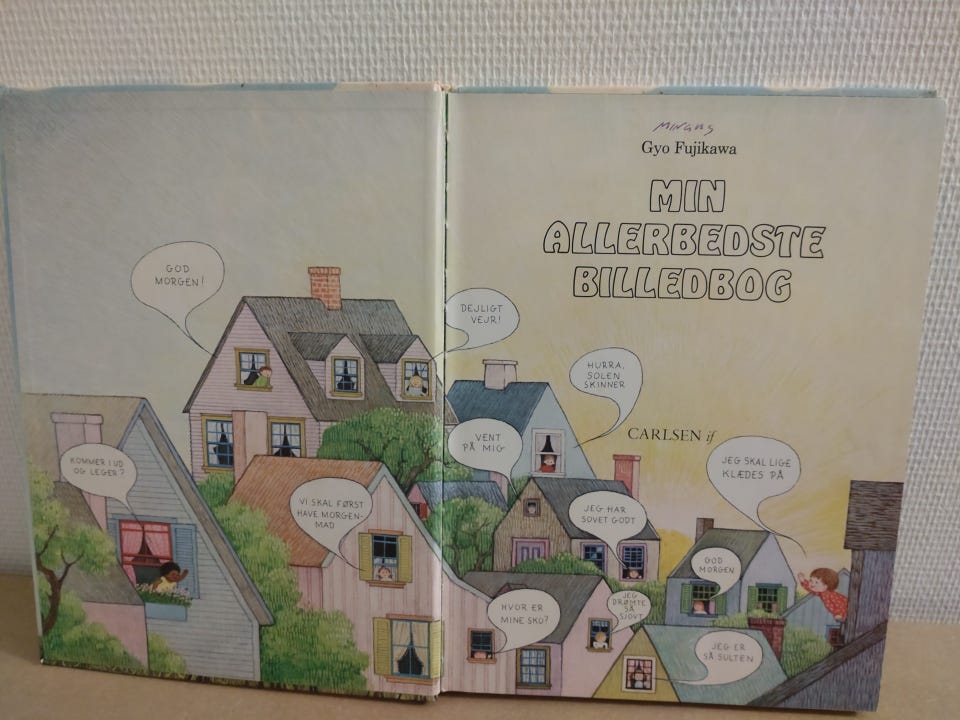 MINGUS
Gyo Fujikawa
MIN
ALLERBEDSTE
BILLEDBOG
CARLSEN if
GOD
MORGEN!
DEJLIGT
VEJR!
HURRA,
SOLEN
SKINNER
KOMMER I UD
OG LEGER?
VI SKAL FØRST
HAVE MORGEN-
MAD
VENT
PÅ MIG
JEG HAR
SOVET GODT
JEG SKAL LIGE
KLÆDES PÅ
GOD
MORGEN
HVOR ER
MINE SKO?
JEG
DRØMTE
SÅ
SJOVT
JEG ER
SÅ SULTEN